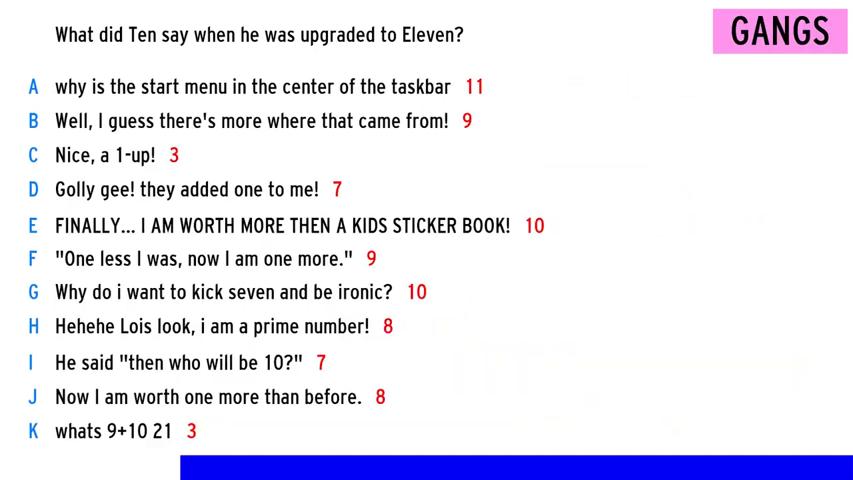 What did Ten say when he was upgraded to Eleven?
GANGS
A why is the start menu in the center of the taskbar 11
B Well, I guess there's more where that came from! 9
C Nice, a 1-up! 3
D Golly gee! they added one to me! 7
E FINALLY... I AM WORTH MORE THEN A KIDS STICKER BOOK! 10
F "One less I was, now I am one more." 9
G Why do i want to kick seven and be ironic? 10
H Hehehe Lois look, i am a prime number! 8
I He said "then who will be 10?" 7
J Now I am worth one more than before. 8
K whats 9+10 21 3